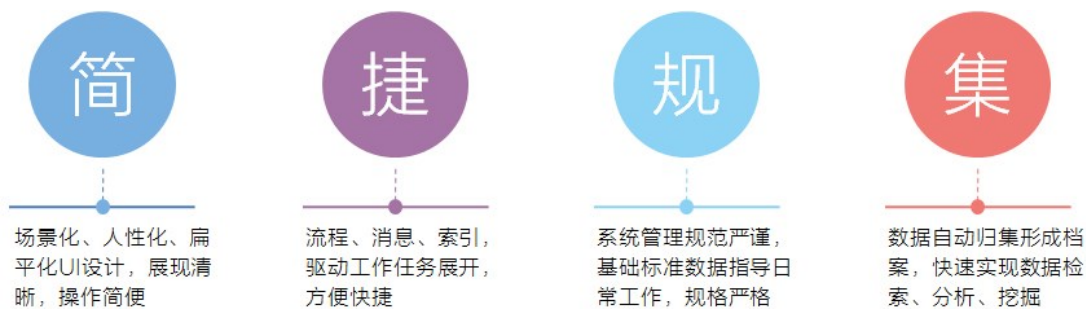 简
场景化、人性化、扁
平化UI设计，展现清
晰，操作简便
捷
流程、消息、索引，
驱动工作任务展开，
方便快捷
规
系统管理规范严谨，
基础标准数据指导日
常工作，规格严格
集
数据自动归集形成档
案，快速实现数据检
索、分析、挖掘